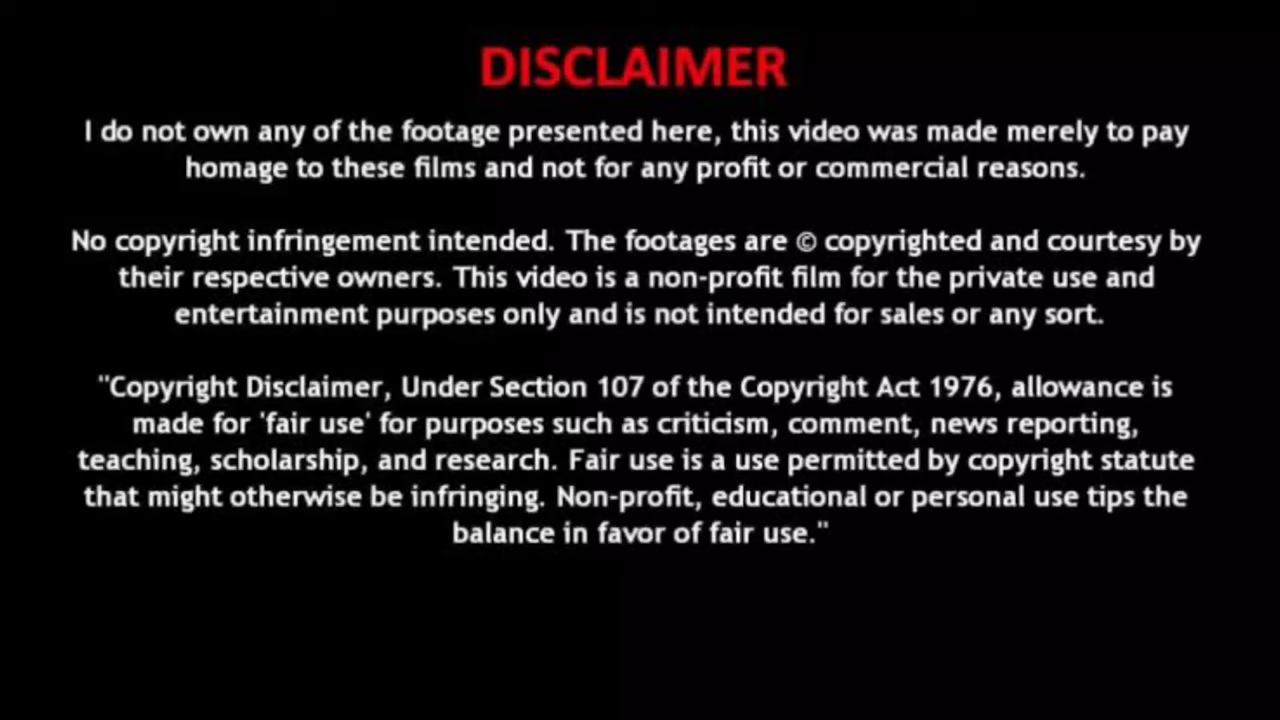 DISCLAIMER
I do not own any of the footage presented here, this video was made merely to pay
homage to these films and not for any profit or commercial reasons.
No copyright infringement intended. The footages are © copyrighted and courtesy by
their respective owners. This video is a non-profit film for the private use and
entertainment purposes only and is not intended for sales or any sort.
"Copyright Disclaimer, Under Section 107 of the Copyright Act 1976, allowance is
made for 'fair use' for purposes such as criticism, comment, news reporting,
teaching, scholarship, and research. Fair use is a use permitted by copyright statute
that might otherwise be infringing. Non-profit, educational or personal use tips the
balance in favor of fair use."